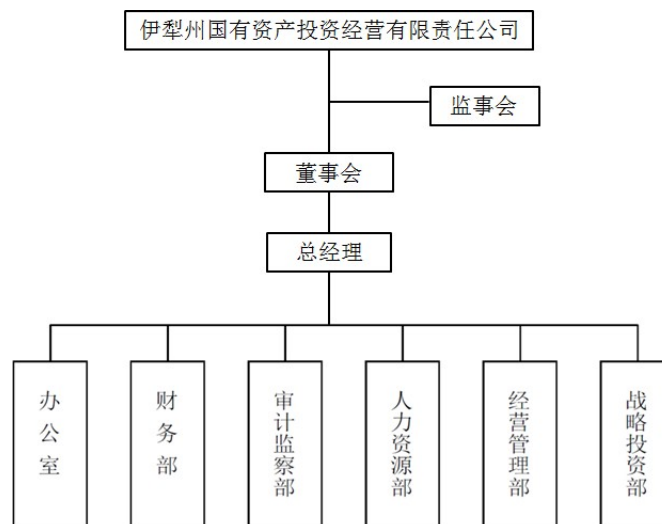 伊犁州国有资产投资经营有限责任公司
监事会
董事会
总经理
办公室
财务部
审计监察部
人力资源部
经营管理部
战略投资部